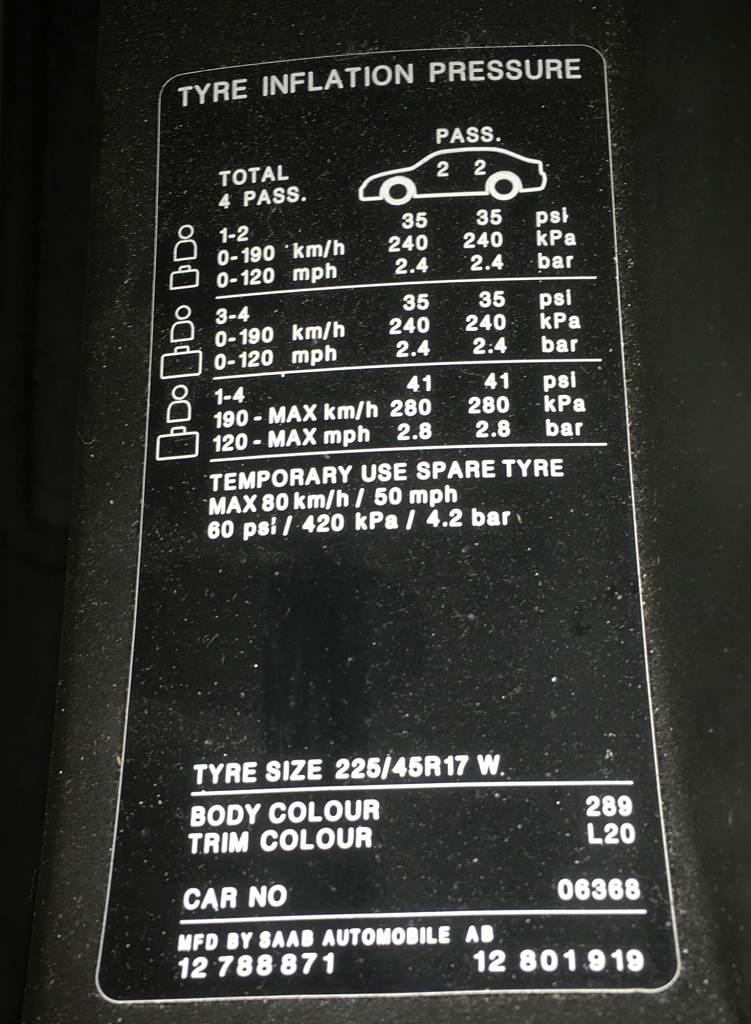 TYRE INFLATION PRESSURE
PASS.
TOTAL 2 2
4 PASS.
1-2 35 35 psi
0-190 km/h 240 240 kPa
0-120 mph 2.4 2.4 bar
3-4 35 35 psi
0-190 km/h 240 240 kPa
0-120 mph 2.4 2.4 bar
1-4 41 41 psi
190 - MAX km/h 280 280 kPa
120 - MAX mph 2.8 2.8 bar
TEMPORARY USE SPARE TYRE
MAX 80 km/h / 50 mph
60 psi / 420 kPa / 4.2 bar
TYRE SIZE 225/45R17 W.
BODY COLOUR 289
TRIM COLOUR L20
CAR NO 06368
MFD BY SAAB AUTOMOBILE AB
12 788 871 12 801 919